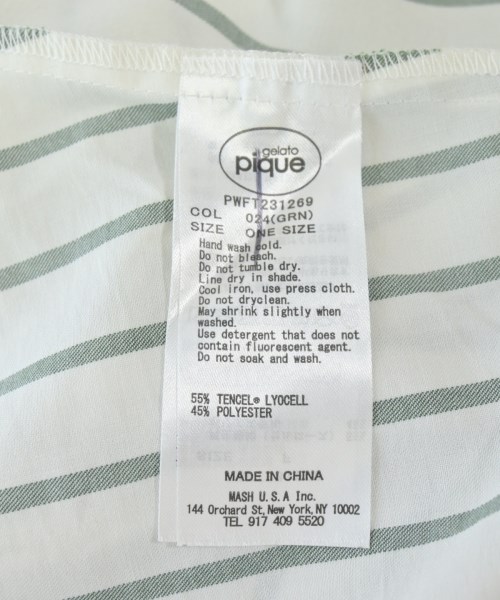 gelato
pique
PWFT231269
COL 024(GRN)
SIZE ONE SIZE
Hand wash cold.
Do not bleach.
Do not tumble dry.
Line dry in shade.
Cool iron, use press cloth.
Do not dryclean.
May shrink slightly when
washed.
Use detergent that does not
contain fluorescent agent.
Do not soak and wash.
55% TENCEL® LYOCELL
45% POLYESTER
MADE IN CHINA
MASH U.S.A Inc.
144 Orchard St, New York, NY 10002
TEL 917 409 5520